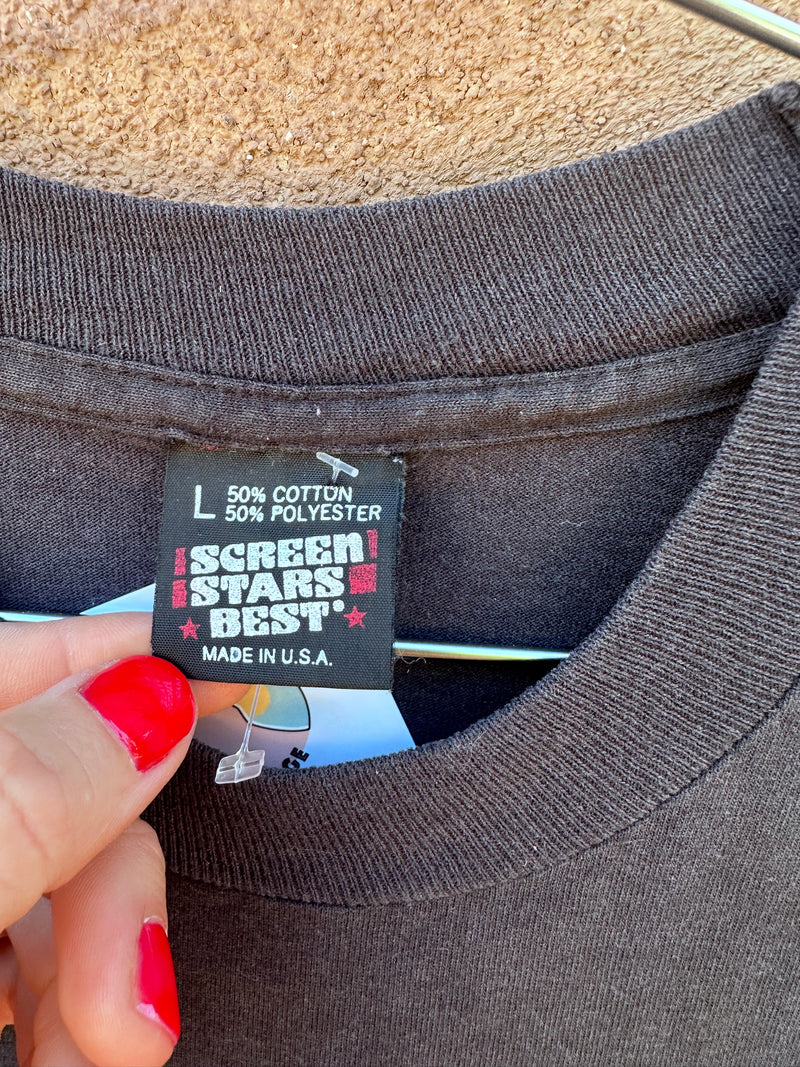 L 50% COTTON
50% POLYESTER
SCREEN
STARS
BEST®
MADE IN U.S.A.